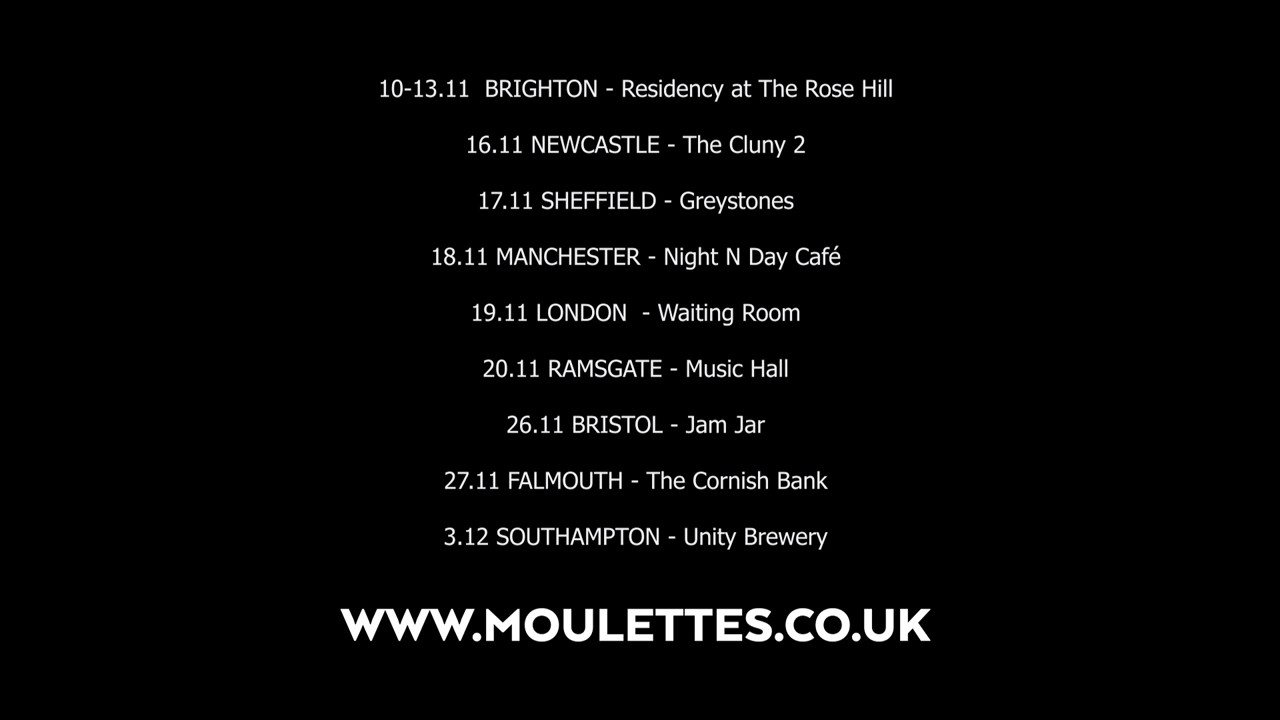 10-13.11  BRIGHTON - Residency at The Rose Hill
16.11 NEWCASTLE - The Cluny 2
17.11 SHEFFIELD - Greystones
18.11 MANCHESTER - Night N Day Café
19.11 LONDON  - Waiting Room
20.11 RAMSGATE - Music Hall
26.11 BRISTOL - Jam Jar
27.11 FALMOUTH - The Cornish Bank
3.12 SOUTHAMPTON - Unity Brewery
WWW.MOULETTES.CO.UK